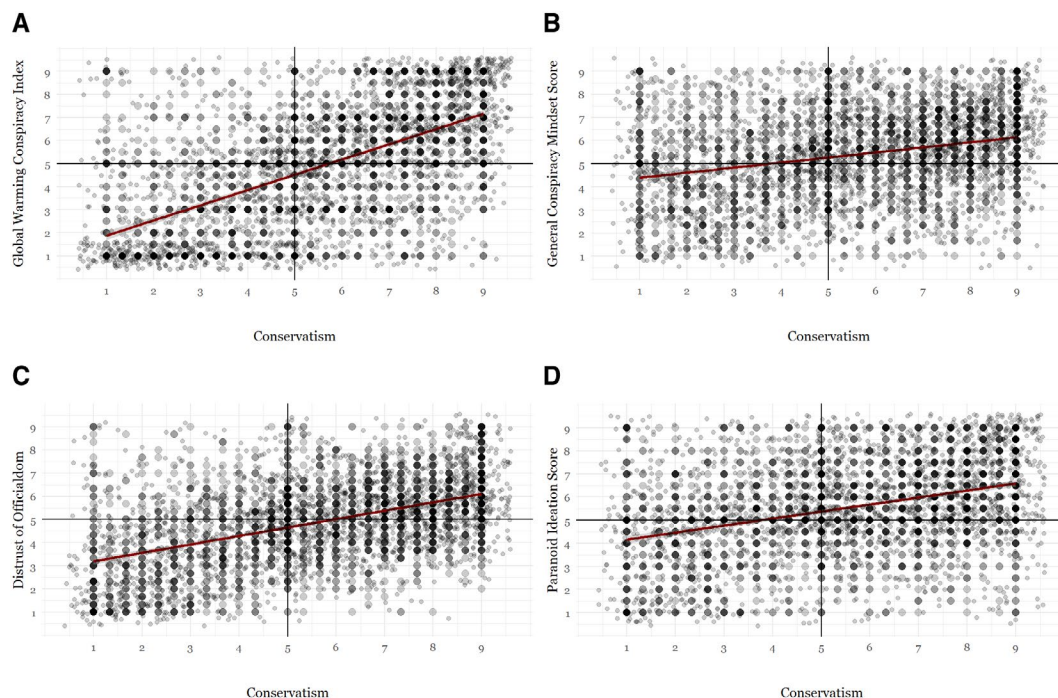 A
Global Warming Conspiracy Index
9
8
7
6
5
4
3
2
1
1 2 3 4 5 6 7 8 9
Conservatism
B
General Conspiracy Mindset Score
9
8
7
6
5
4
3
2
1
1 2 3 4 5 6 7 8 9
Conservatism
C
Distrust of Officialdom
9
8
7
6
5
4
3
2
1
1 2 3 4 5 6 7 8 9
Conservatism
D
Paranoid Ideation Score
9
8
7
6
5
4
3
2
1
1 2 3 4 5 6 7 8 9
Conservatism